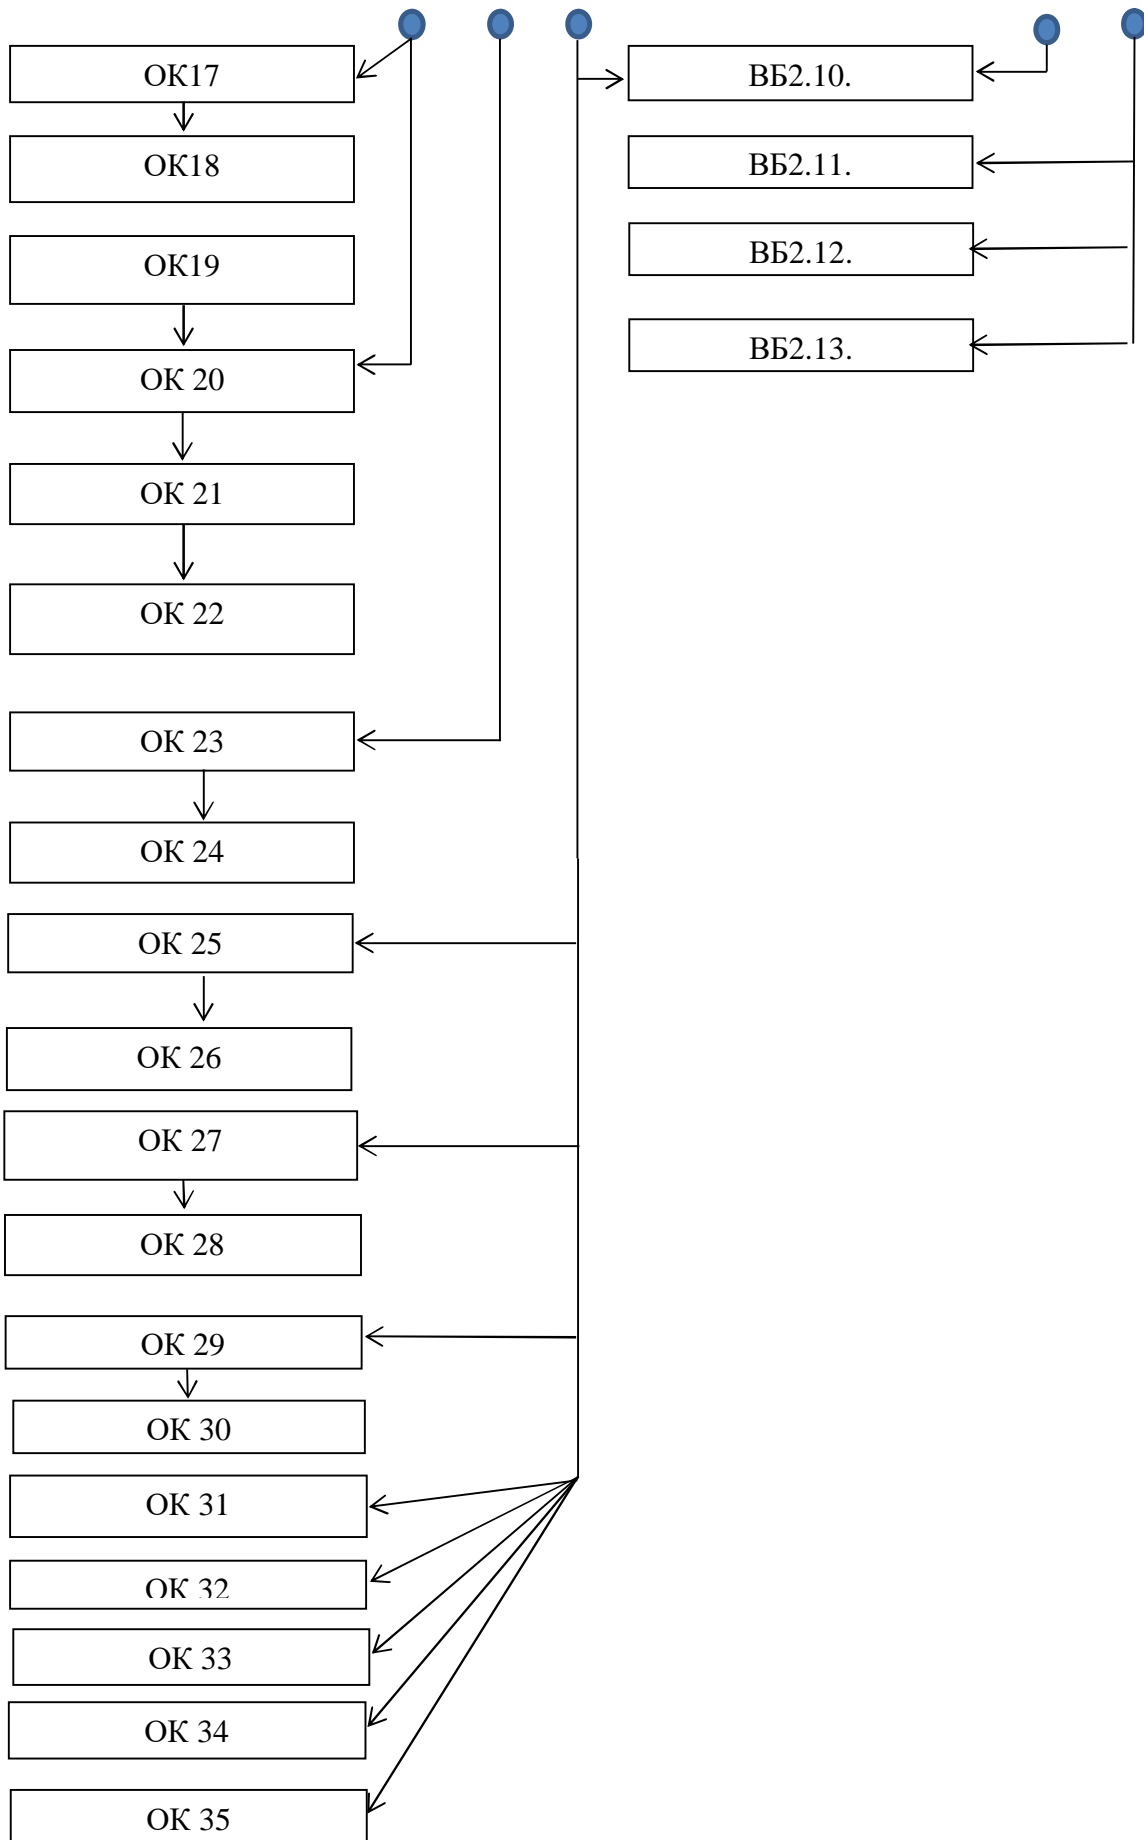 ОК17
ОК18
ОК19
ОК 20
ОК 21
ОК 22
ОК 23
ОК 24
ОК 25
ОК 26
ОК 27
ОК 28
ОК 29
ОК 30
ОК 31
ОК 32
ОК 33
ОК 34
ОК 35
ВБ2.10.
ВБ2.11.
ВБ2.12.
ВБ2.13.